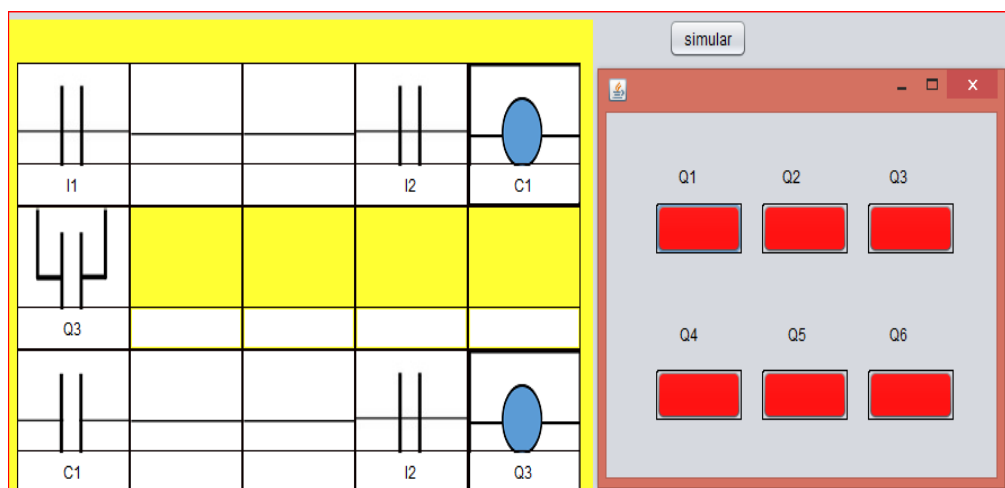 simular
X
I1 I2 C1
Q1 Q2 Q3
Q3
Q4 Q5 Q6
C1 I2 Q3